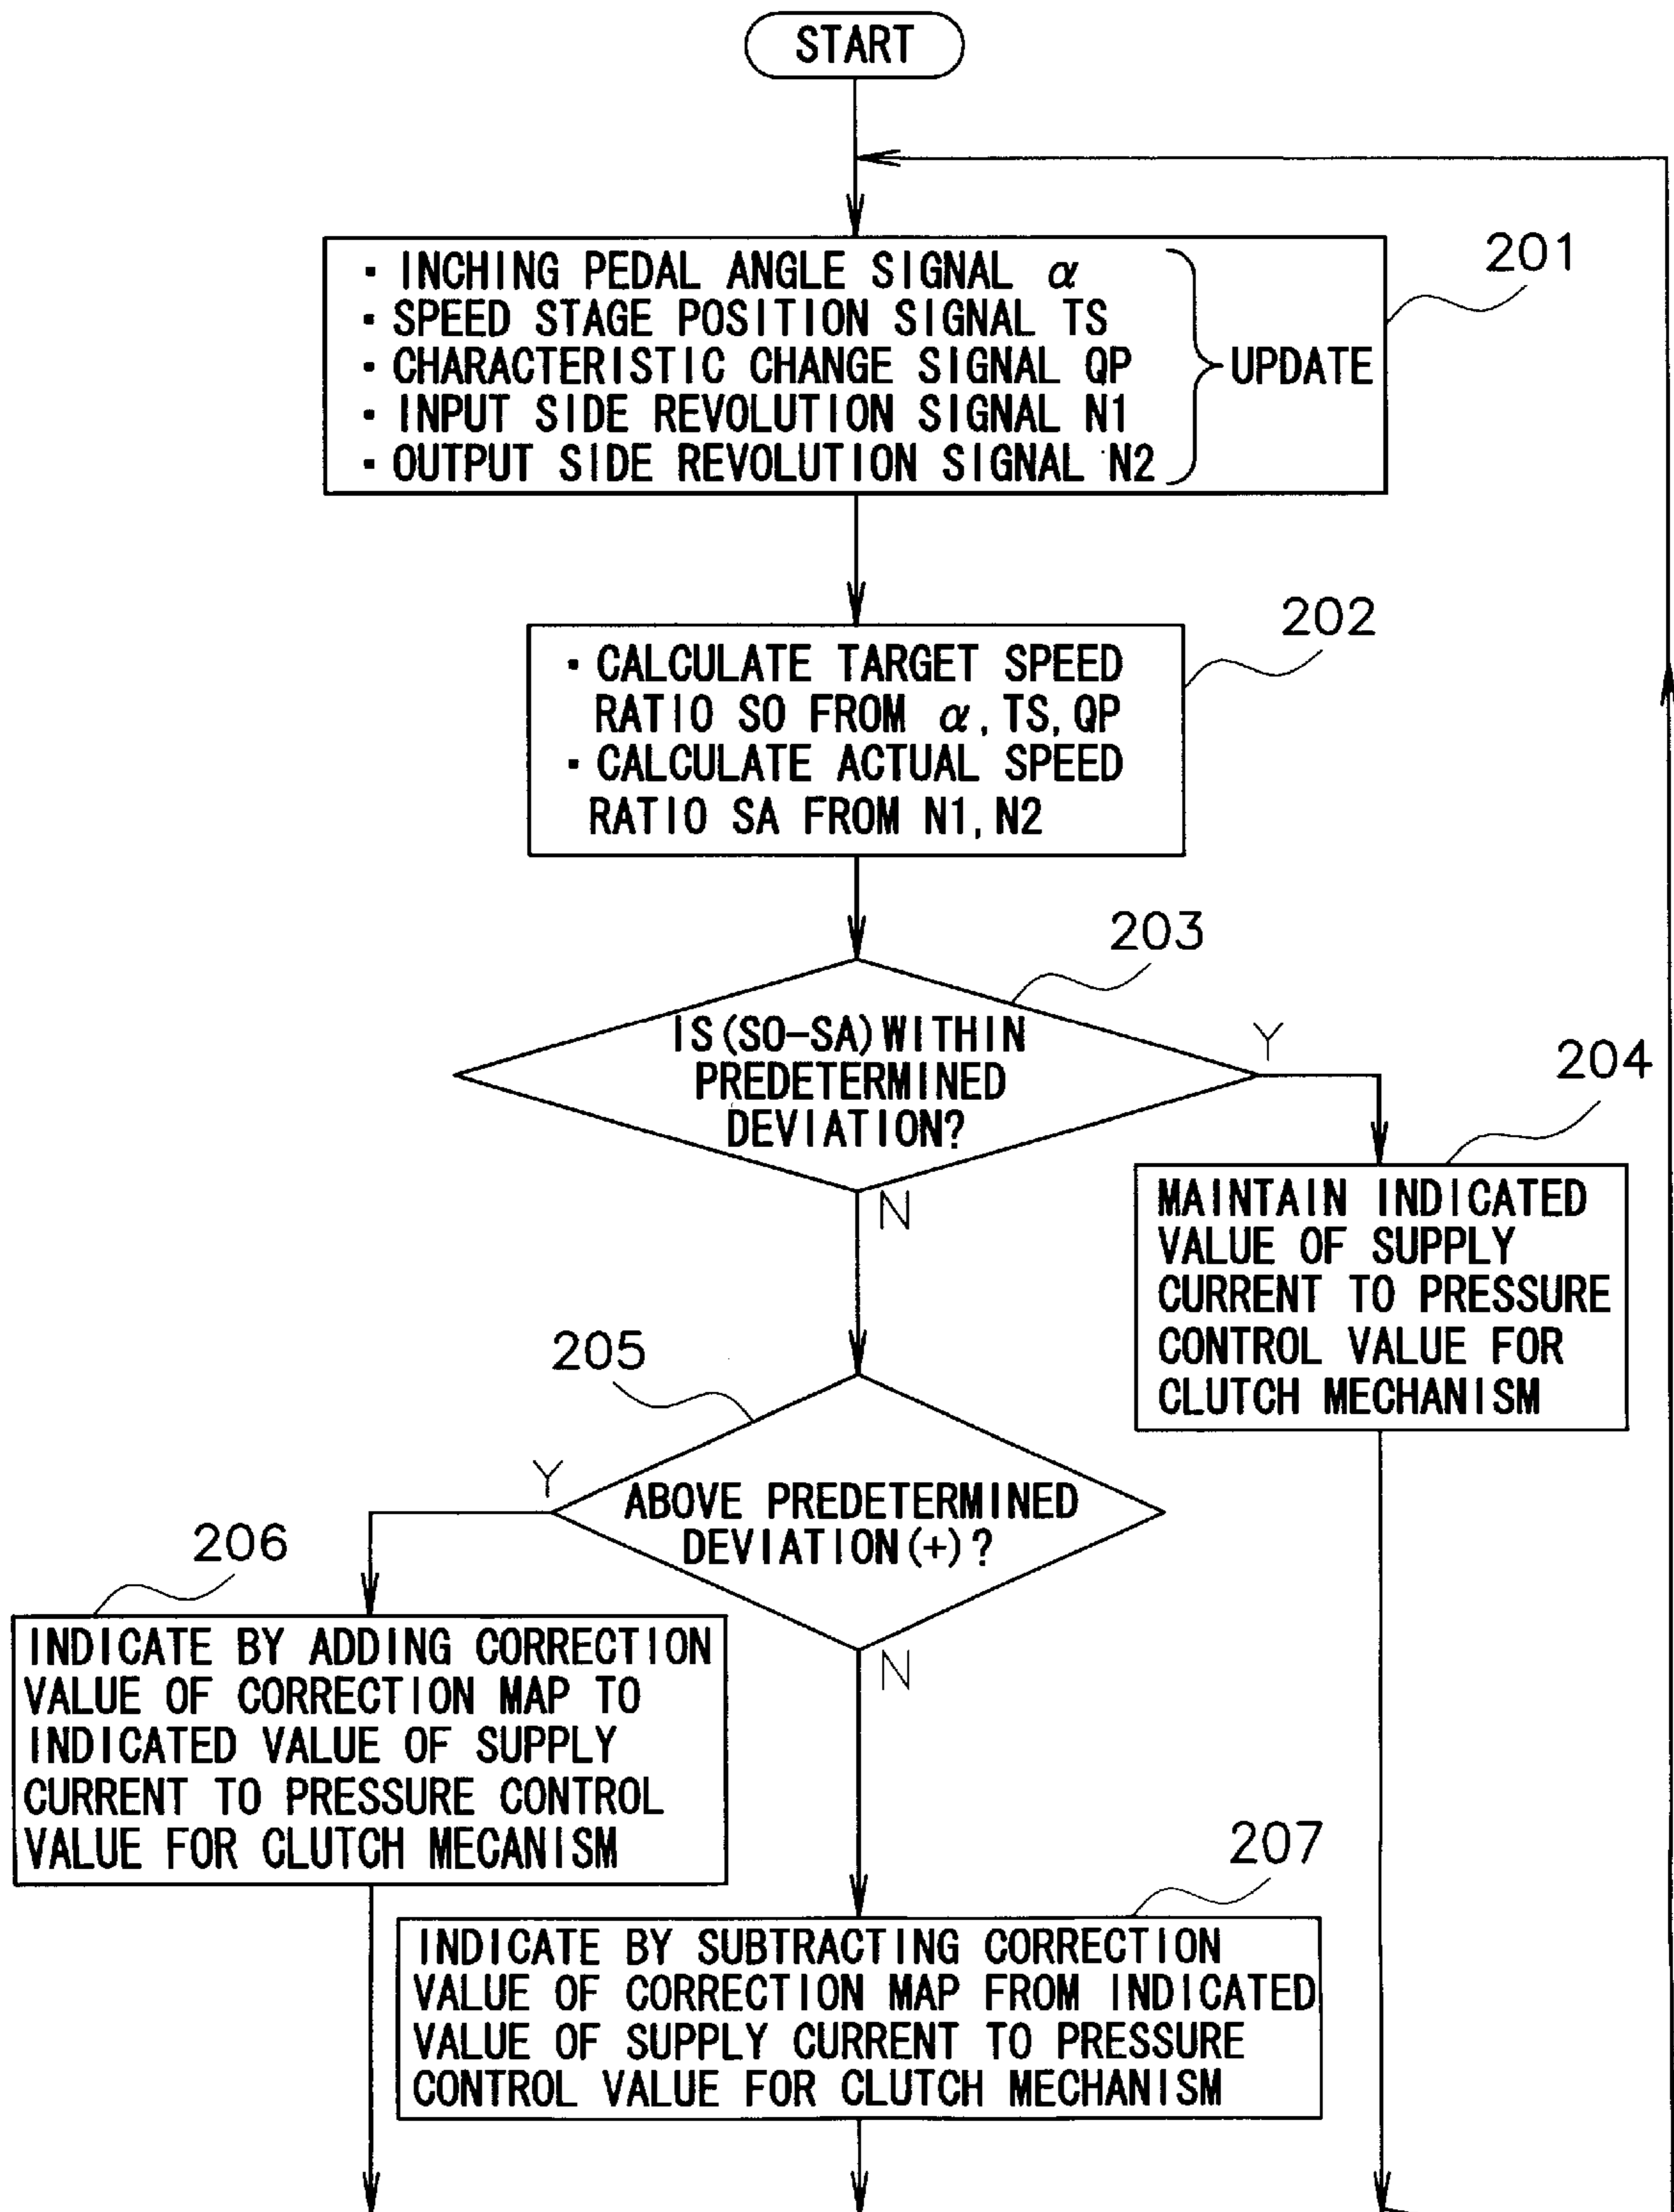 START
201
· INCHING PEDAL ANGLE SIGNAL α
· SPEED STAGE POSITION SIGNAL TS
· CHARACTERISTIC CHANGE SIGNAL QP
· INPUT SIDE REVOLUTION SIGNAL N1
· OUTPUT SIDE REVOLUTION SIGNAL N2
UPDATE
202
· CALCULATE TARGET SPEED
RATIO SO FROM α, TS, QP
· CALCULATE ACTUAL SPEED
RATIO SA FROM N1, N2
203
IS (SO-SA) WITHIN
PREDETERMINED
DEVIATION?
Y
N
204
MAINTAIN INDICATED
VALUE OF SUPPLY
CURRENT TO PRESSURE
CONTROL VALUE FOR
CLUTCH MECHANISM
205
ABOVE PREDETERMINED
DEVIATION (+) ?
Y
N
206
INDICATE BY ADDING CORRECTION
VALUE OF CORRECTION MAP TO
INDICATED VALUE OF SUPPLY
CURRENT TO PRESSURE CONTROL
VALUE FOR CLUTCH MECANISM
207
INDICATE BY SUBTRACTING CORRECTION
VALUE OF CORRECTION MAP FROM INDICATED
VALUE OF SUPPLY CURRENT TO PRESSURE
CONTROL VALUE FOR CLUTCH MECHANISM